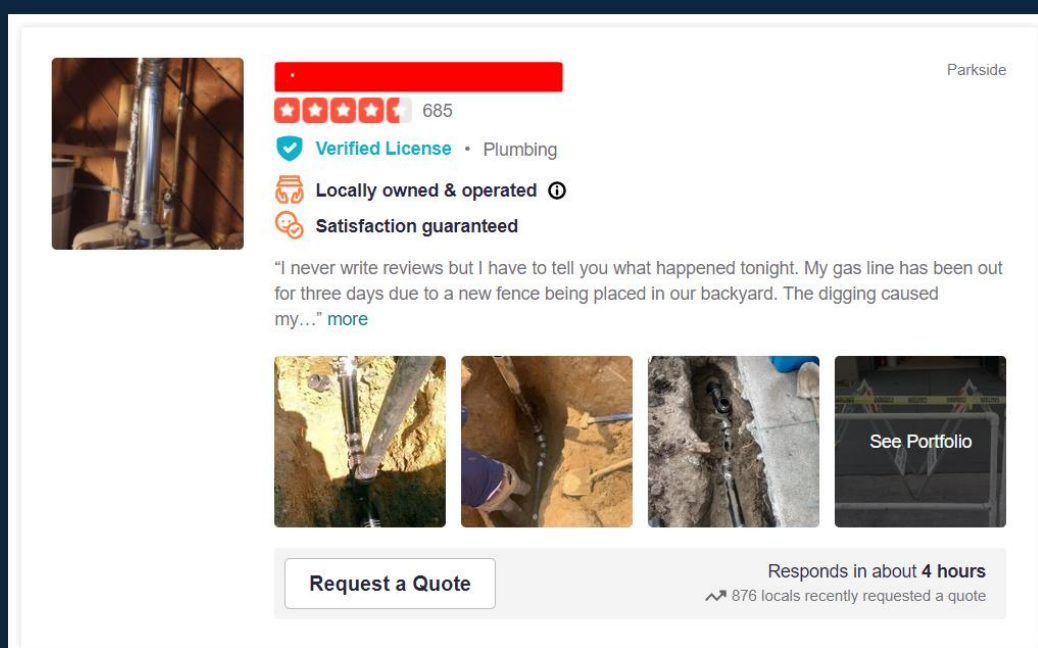 Parkside
685
Verified License • Plumbing
Locally owned & operated
Satisfaction guaranteed
“I never write reviews but I have to tell you what happened tonight. My gas line has been out
for three days due to a new fence being placed in our backyard. The digging caused
my…” more
See Portfolio
Request a Quote
Responds in about 4 hours
876 locals recently requested a quote